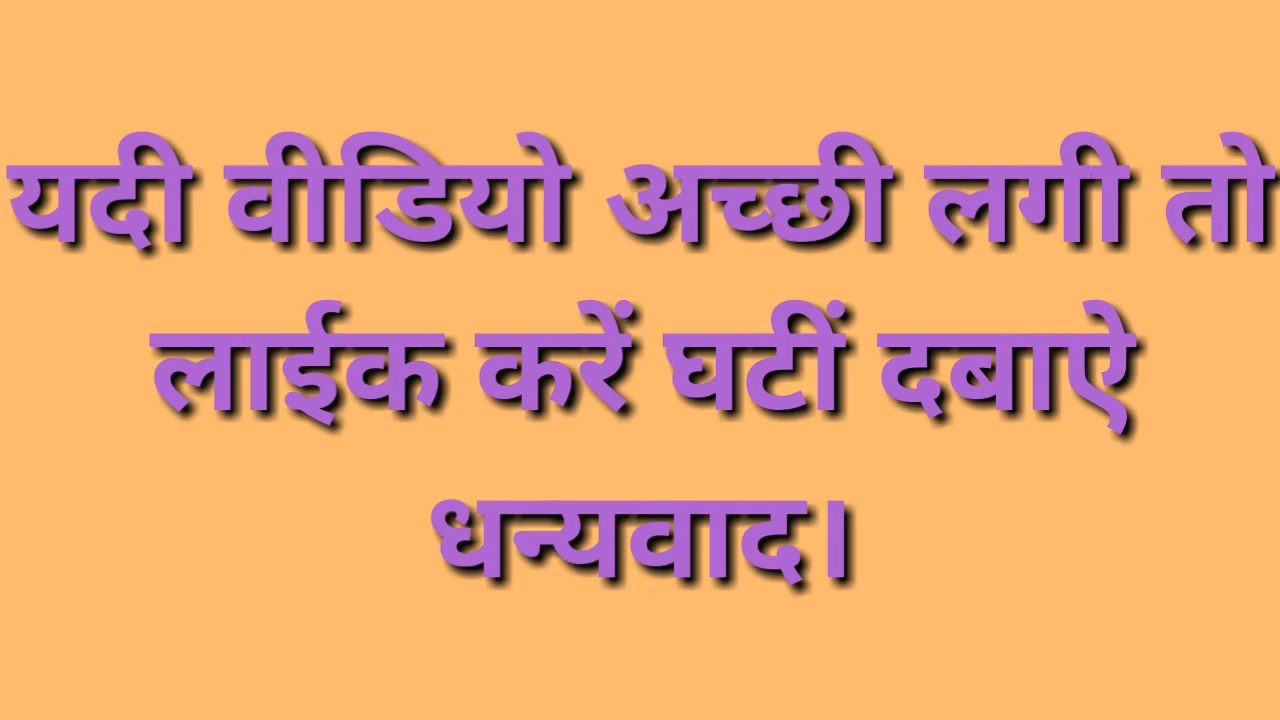 यदी वीडियो अच्छी लगी तो
लाईक करें घटीं दबाऐ
धन्यवाद।